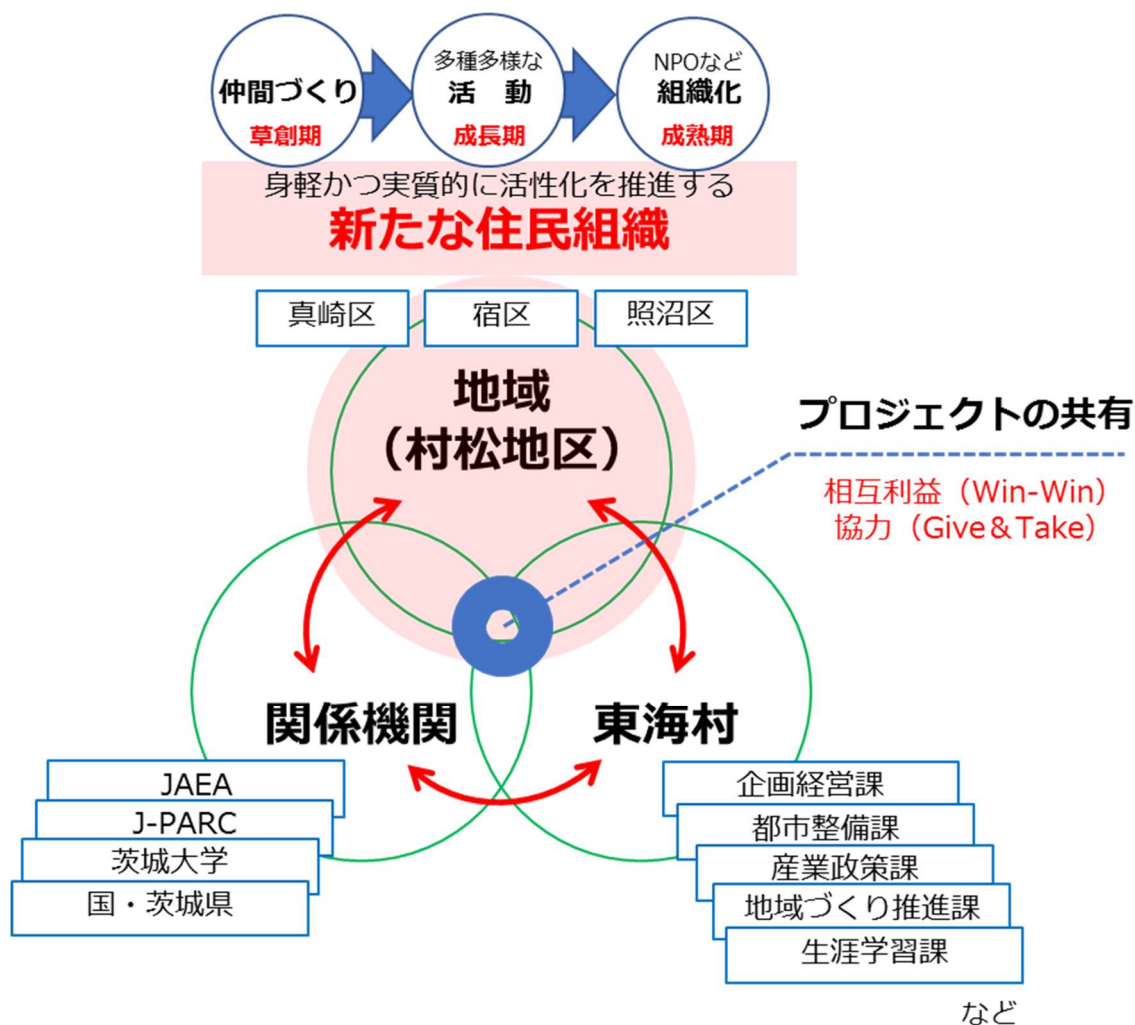 仲間づくり
草創期
多種多様な
活　動
成長期
NPOなど
組織化
成熟期
身軽かつ実質的に活性化を推進する
新たな住民組織
真崎区
宿区
照沼区
地域
（村松地区）
プロジェクトの共有
相互利益（Win-Win）
協力（Give＆Take）
関係機関
東海村
JAEA
J-PARC
茨城大学
国・茨城県
企画経営課
都市整備課
産業政策課
地域づくり推進課
生涯学習課
など